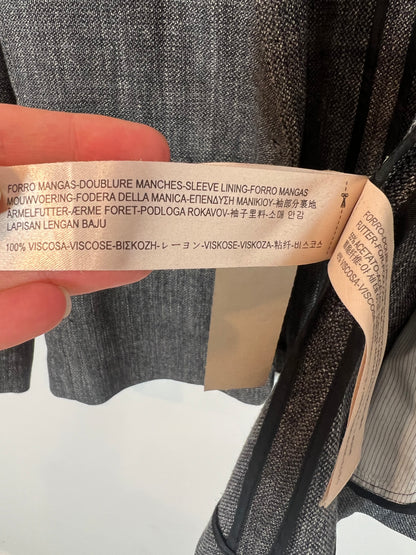 FORRO MANGAS-DOUBLURE MANCHES-SLEEVE LINING-FORRO MANGAS
MOUWVOERING-FODERA DELLA MANICA-ΕΠΕΝΔΥΣΗ ΜΑΝΙΚΙΟΥ-袖部分裏地
ÄRMELFUTTER-ÆRME FORET-PODLOGA ROKAVOV-袖子里料-소매 안감
LAPISAN LENGAN BAJU
100% VISCOSA-VISCOSE-ΒΙΣΚΟΖΗ-レーヨン-VISKOSE-VISKOZA-粘纤-비스코스